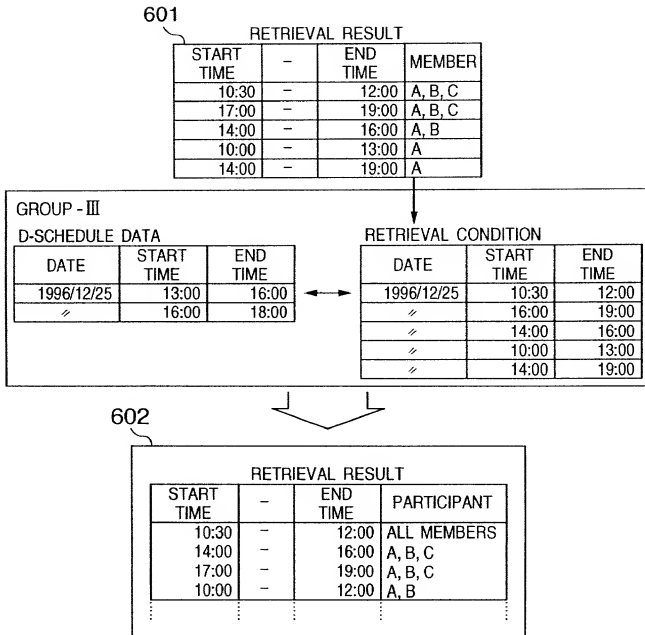 601
RETRIEVAL RESULT
START TIME - END TIME MEMBER
10:30 - 12:00 A, B, C
17:00 - 19:00 A, B, C
14:00 - 16:00 A, B
10:00 - 13:00 A
14:00 - 19:00 A
GROUP - III
D-SCHEDULE DATA
DATE START TIME END TIME
1996/12/25 13:00 16:00
〃 16:00 18:00
RETRIEVAL CONDITION
DATE START TIME END TIME
1996/12/25 10:30 12:00
〃 16:00 19:00
〃 14:00 16:00
〃 10:00 13:00
〃 14:00 19:00
602
RETRIEVAL RESULT
START TIME - END TIME PARTICIPANT
10:30 - 12:00 ALL MEMBERS
14:00 - 16:00 A, B, C
17:00 - 19:00 A, B, C
10:00 - 12:00 A, B